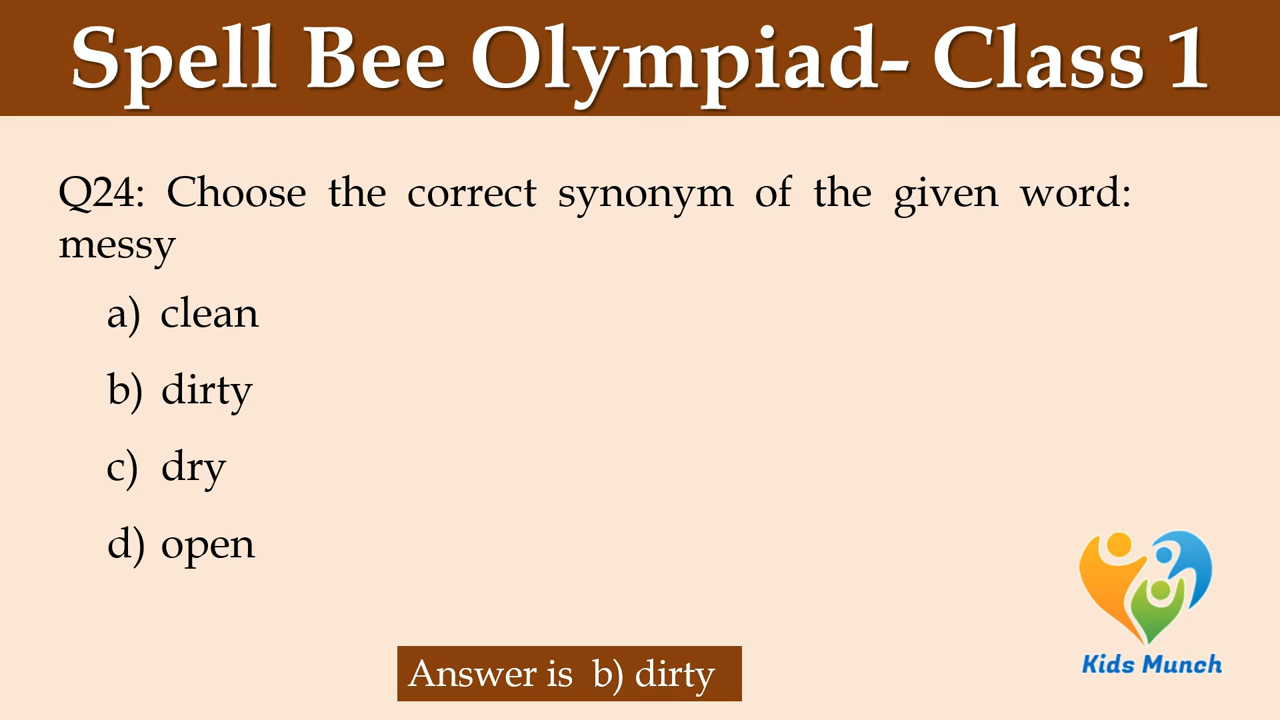 Spell Bee Olympiad- Class 1
Q24: Choose the correct synonym of the given word:
messy
a) clean
b) dirty
c) dry
d) open
Kids Munch
Answer is b) dirty